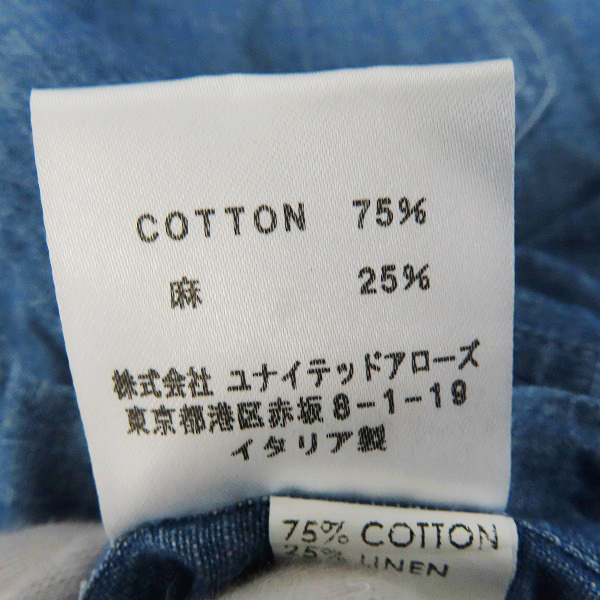 COTTON 75%
麻 25%
株式会社 ユナイテッドアローズ
東京都港区赤坂8-1-19
イタリア製
75% COTTON
25% LINEN